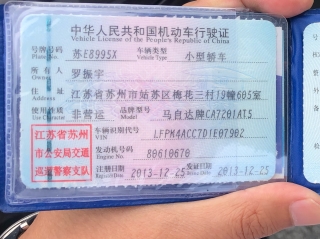 中华人民共和国机动车行驶证
Vehicle License of the People's Republic of China
号牌号码 苏E8995X 车辆类型 小型轿车
Plate No. Vehicle Type
所有人 罗振宇
Owner
住址 江苏省苏州市姑苏区梅花三村19幢605室
Address
使用性质 非营运 品牌型号 马自达牌CA7201AT5
Use Character Model
江苏省苏州
市公安局交通
巡逻警察支队
车辆识别代号 LFPM4ACC7D1E07902
VIN
发动机号码 80610670
Engine No.
注册日期 2013-12-25 发证日期 2013-12-25
Register Date Issue Date